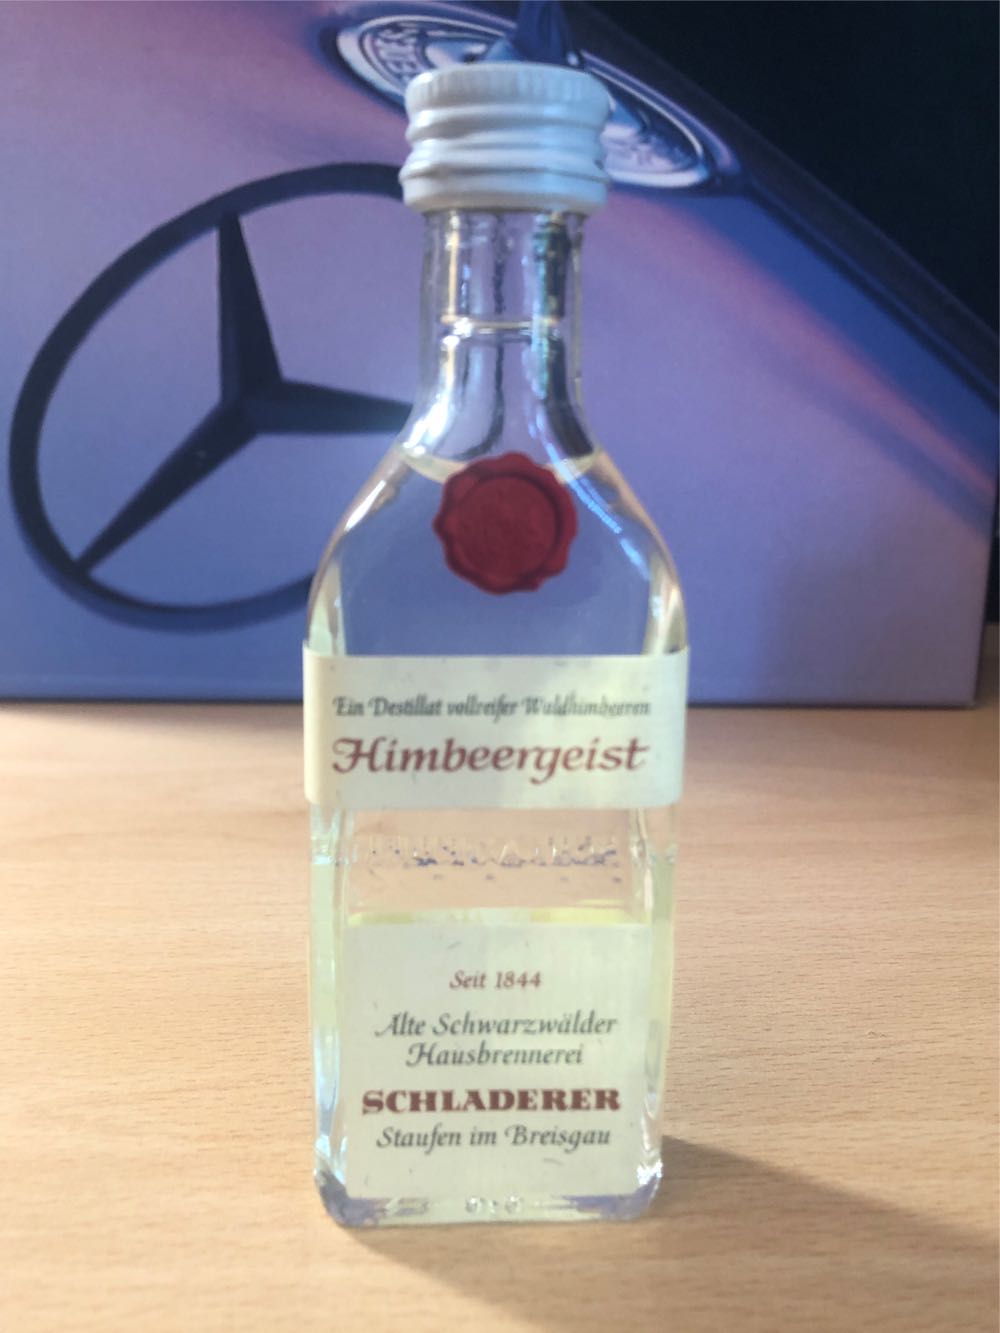 Ein Destillat vollreifer Waldhimbeeren
Himbeergeist
Seit 1844
Alte Schwarzwälder
Hausbrennerei
SCHLADERER
Staufen im Breisgau